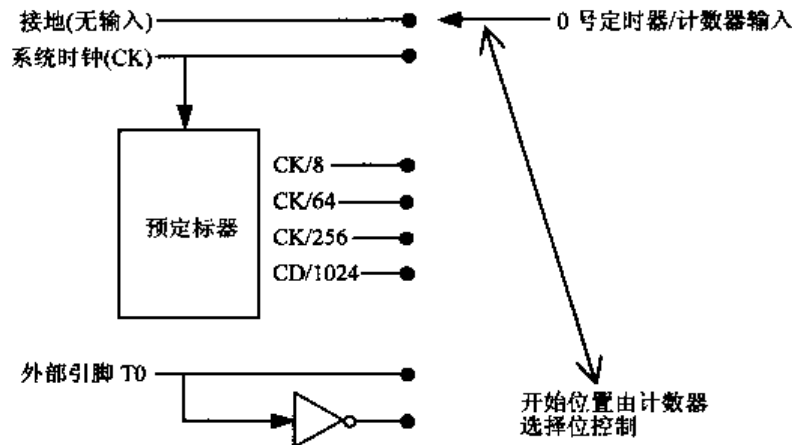 接地(无输入)
0 号定时器/计数器输入
系统时钟(CK)
CK/8
CK/64
预定标器
CK/256
CD/1024
外部引脚 T0
开始位置由计数器
选择位控制